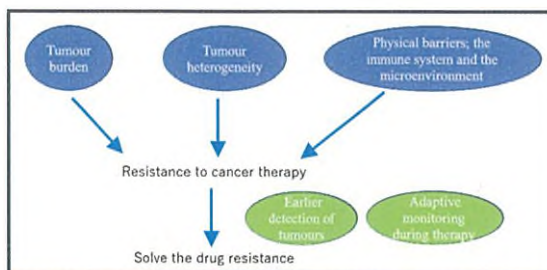 Tumour
burden
Tumour
heterogeneity
Physical barriers; the
immune system and the
microenvironment
Resistance to cancer therapy
Earlier
detection of
tumours
Adaptive
monitoring
during therapy
Solve the drug resistance